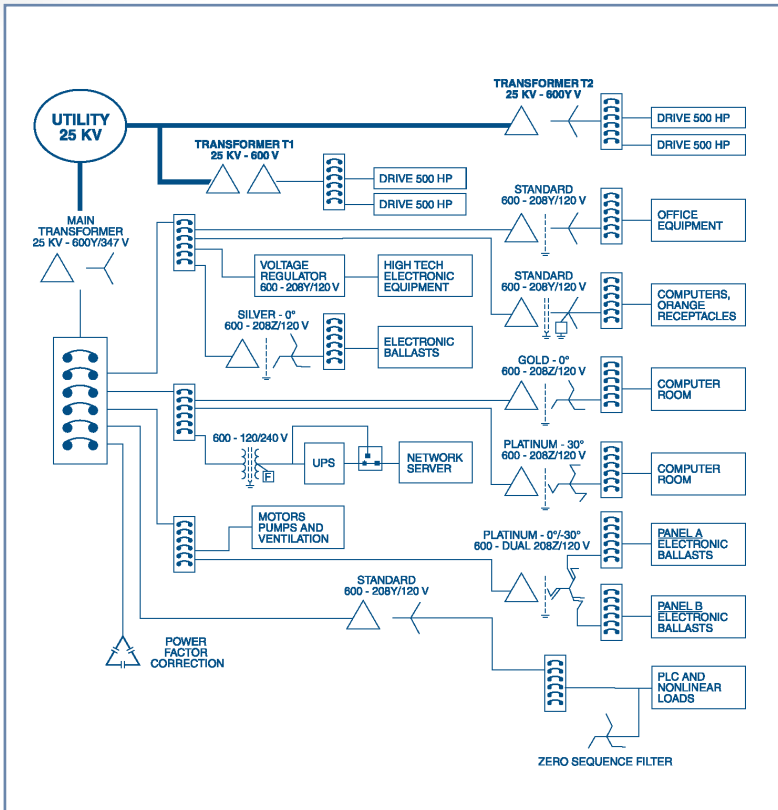 TRANSFORMER T2
25 KV - 600Y V
UTILITY
25 KV
DRIVE 500 HP
DRIVE 500 HP
TRANSFORMER T1
25 KV - 600 V
DRIVE 500 HP
DRIVE 500 HP
MAIN
TRANSFORMER
25 KV - 600Y/347 V
STANDARD
600 - 208Y/120 V
OFFICE
EQUIPMENT
VOLTAGE
REGULATOR
600 - 208Y/120 V
HIGH TECH
ELECTRONIC
EQUIPMENT
STANDARD
600 - 208Y/120 V
COMPUTERS,
ORANGE
RECEPTACLES
SILVER - 0°
600 - 208Z/120 V
ELECTRONIC
BALLASTS
GOLD - 0°
600 - 208Z/120 V
COMPUTER
ROOM
600 - 120/240 V
F
UPS
NETWORK
SERVER
PLATINUM - 30°
600 - 208Z/120 V
COMPUTER
ROOM
MOTORS
PUMPS AND
VENTILATION
PLATINUM - 0°/-30°
600 - DUAL 208Z/120 V
PANEL A
ELECTRONIC
BALLASTS
PANEL B
ELECTRONIC
BALLASTS
STANDARD
600 - 208Y/120 V
POWER
FACTOR
CORRECTION
PLC AND
NONLINEAR
LOADS
ZERO SEQUENCE FILTER